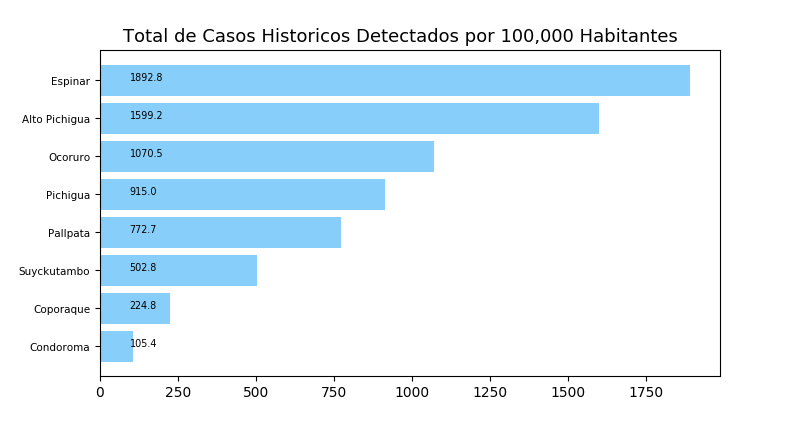 Total de Casos Historicos Detectados por 100,000 Habitantes
Espinar 1892.8
Alto Pichigua 1599.2
Ocoruro 1070.5
Pichigua 915.0
Pallpata 772.7
Suyckutambo 502.8
Coporaque 224.8
Condoroma 105.4
0 250 500 750 1000 1250 1500 1750